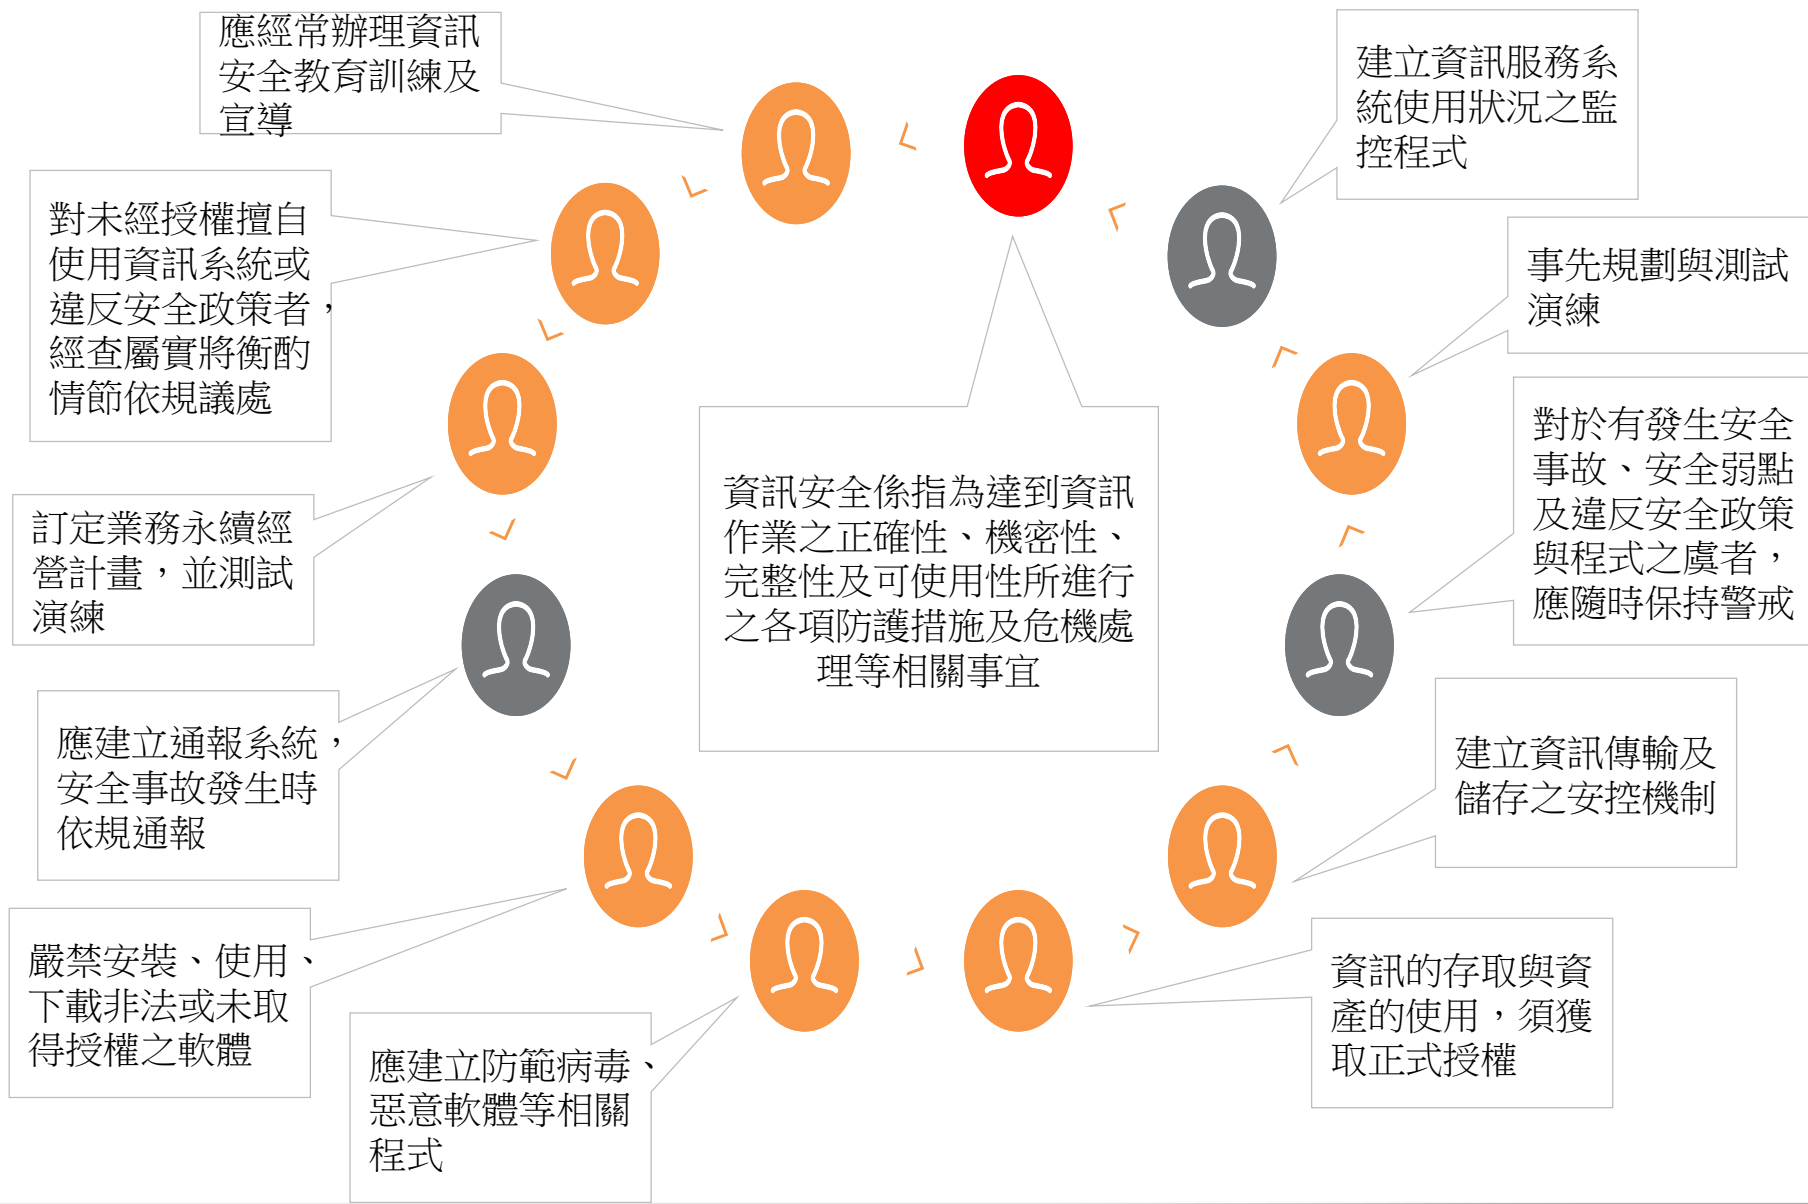 應經常辦理資訊
安全教育訓練及
宣導
建立資訊服務系
統使用狀況之監
控程式
對未經授權擅自
使用資訊系統或
違反安全政策者，
經查屬實將衡酌
情節依規議處
事先規劃與測試
演練
資訊安全係指為達到資訊
作業之正確性、機密性、
完整性及可使用性所進行
之各項防護措施及危機處
理等相關事宜
對於有發生安全
事故、安全弱點
及違反安全政策
與程式之虞者，
應隨時保持警戒
訂定業務永續經
營計畫，並測試
演練
應建立通報系統，
安全事故發生時
依規通報
建立資訊傳輸及
儲存之安控機制
嚴禁安裝、使用、
下載非法或未取
得授權之軟體
應建立防範病毒、
惡意軟體等相關
程式
資訊的存取與資
產的使用，須獲
取正式授權